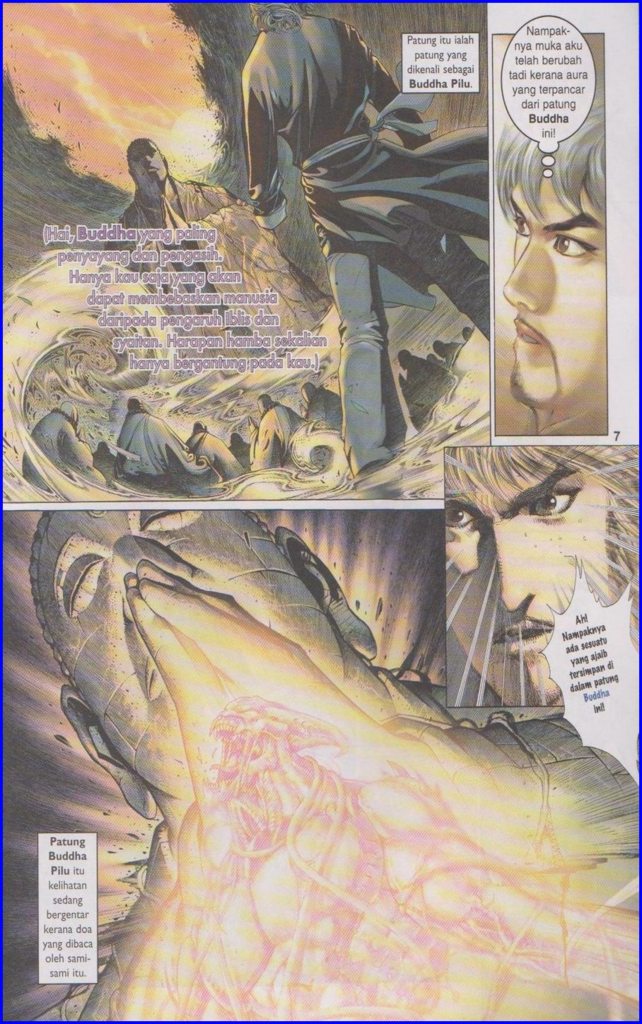 Patung itu ialah
patung yang
dikenali sebagai
Buddha Pilu.
Nampak-
nya muka aku
telah berubah
tadi kerana aura
yang terpancar
dari patung
Buddha
ini!
(Hai, Buddha yang paling
penyayang dan pengasih.
Hanya kau saja yang akan
dapat membebaskan manusia
daripada pengaruh iblis dan
syaitan. Harapan hamba sekalian
hanya bergantung pada kau.)
7
Ah!
Nampaknya
ada sesuatu
yang ajaib
tersimpan di
dalam patung
Buddha
ini!
Patung
Buddha
Pilu itu
kelihatan
sedang
bergentar
kerana doa
yang dibaca
oleh sami-
sami itu.